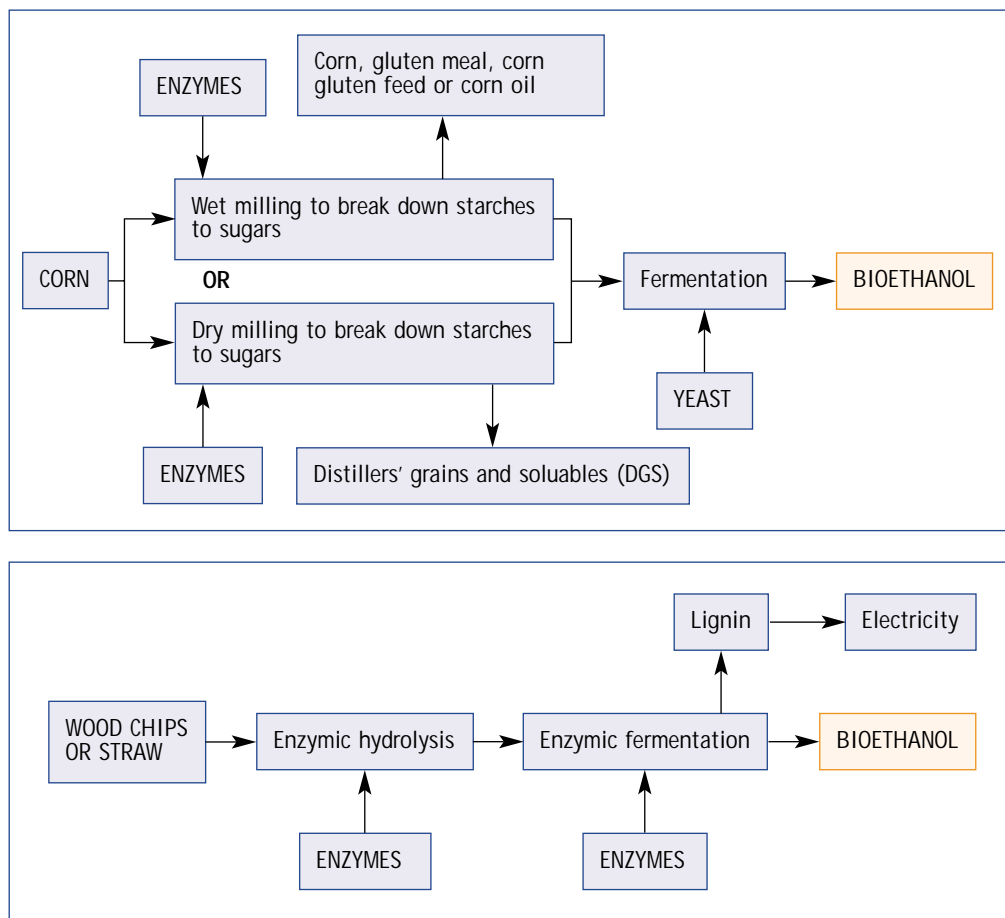 ENZYMES
Corn, gluten meal, corn
gluten feed or corn oil
Wet milling to break down starches
to sugars
CORN
OR
Fermentation
BIOETHANOL
Dry milling to break down starches
to sugars
YEAST
ENZYMES
Distillers’ grains and soluables (DGS)
Lignin
Electricity
WOOD CHIPS
OR STRAW
Enzymic hydrolysis
Enzymic fermentation
BIOETHANOL
ENZYMES
ENZYMES